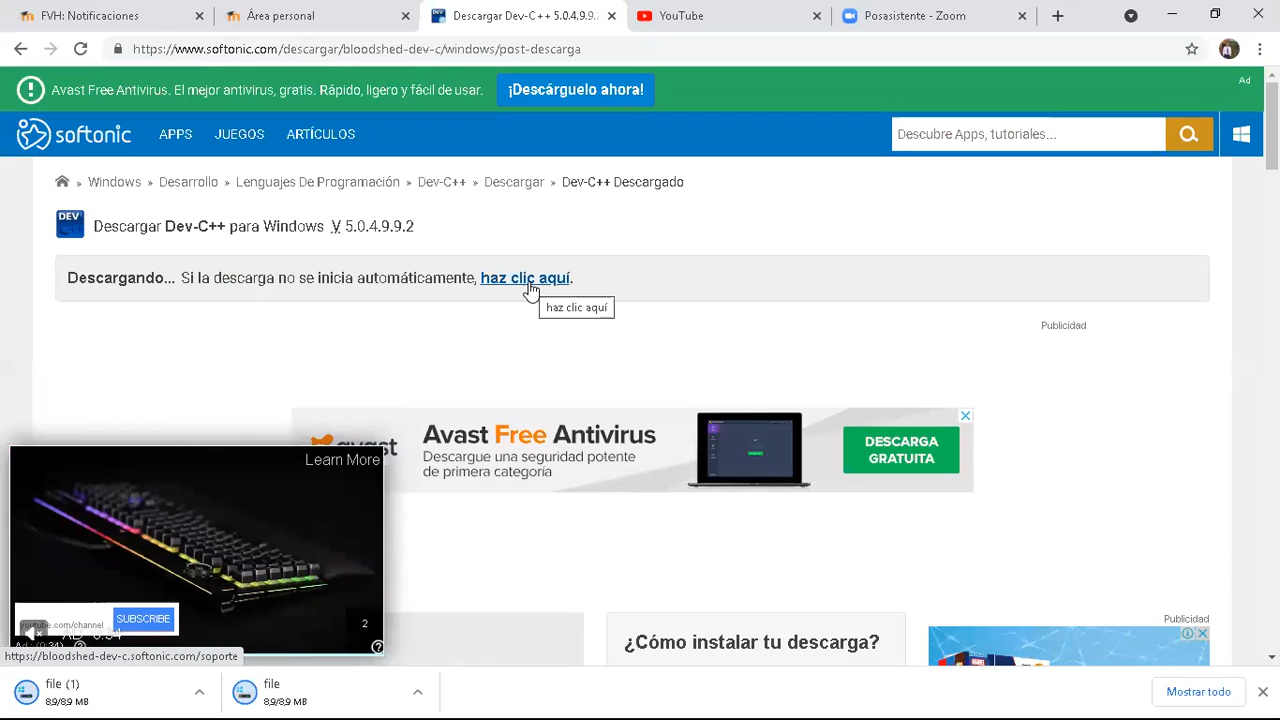 FVH: Notificaciones
Área personal
Descargar Dev-C++ 5.0.4.9.9.
YouTube
Posasistente - Zoom
https://www.softonic.com/descargar/bloodshed-dev-c/windows/post-descarga
Avast Free Antivirus. El mejor antivirus, gratis. Rápido, ligero y fácil de usar.
¡Descárguelo ahora!
Ad
softonic
APPS
JUEGOS
ARTÍCULOS
Descubre Apps, tutoriales...
Windows » Desarrollo » Lenguajes De Programación » Dev-C++ » Descargar » Dev-C++ Descargado
DEV
C++
Descargar Dev-C++ para Windows V 5.0.4.9.9.2
Descargando... Si la descarga no se inicia automáticamente, haz clic aquí.
haz clic aquí
Publicidad
avast
Avast Free Antivirus
Descargue una seguridad potente
de primera categoría
DESCARGA
GRATUITA
Learn More
youtube.com/channel
SUBSCRIBE
2
¿Cómo instalar tu descarga?
Publicidad
https://bloodshed-dev-c.softonic.com/soporte
file (1)
8,9/8,9 MB
file
8,9/8,9 MB
Mostrar todo